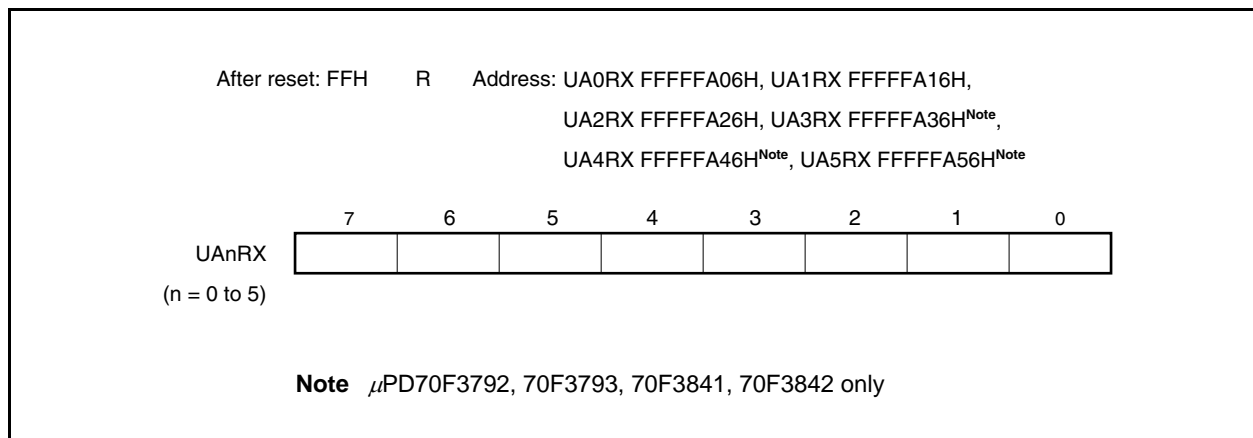 After reset: FFH R Address: UA0RX FFFFFA06H, UA1RX FFFFFA16H,
UA2RX FFFFFA26H, UA3RX FFFFFA36HNote,
UA4RX FFFFFA46HNote, UA5RX FFFFFA56HNote
7 6 5 4 3 2 1 0
UAnRX
(n = 0 to 5)
Note μPD70F3792, 70F3793, 70F3841, 70F3842 only